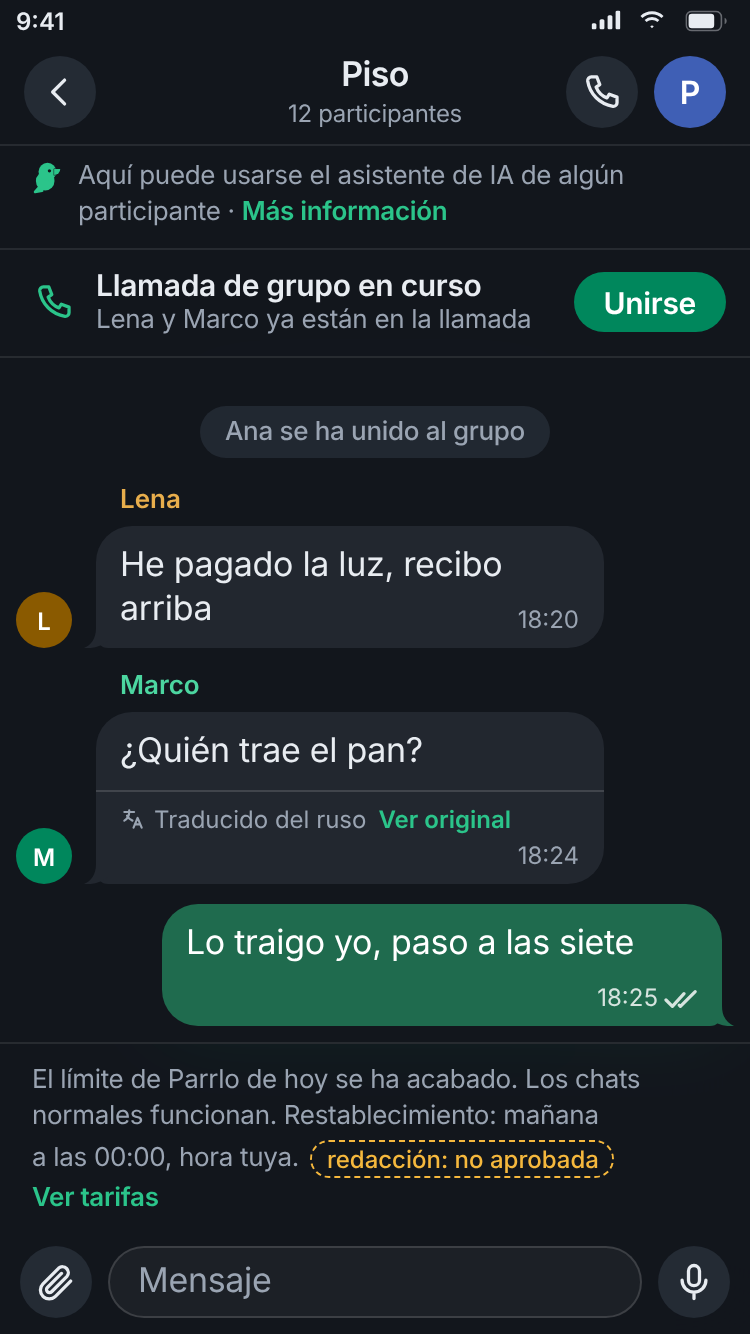 9:41
Piso
12 participantes
P
Aquí puede usarse el asistente de IA de algún
participante · Más información
Llamada de grupo en curso
Lena y Marco ya están en la llamada
Unirse
Ana se ha unido al grupo
Lena
He pagado la luz, recibo
arriba
18:20
L
Marco
¿Quién trae el pan?
Traducido del ruso Ver original
18:24
M
Lo traigo yo, paso a las siete
18:25
El límite de Parrlo de hoy se ha acabado. Los chats
normales funcionan. Restablecimiento: mañana
a las 00:00, hora tuya. redacción: no aprobada
Ver tarifas
Mensaje